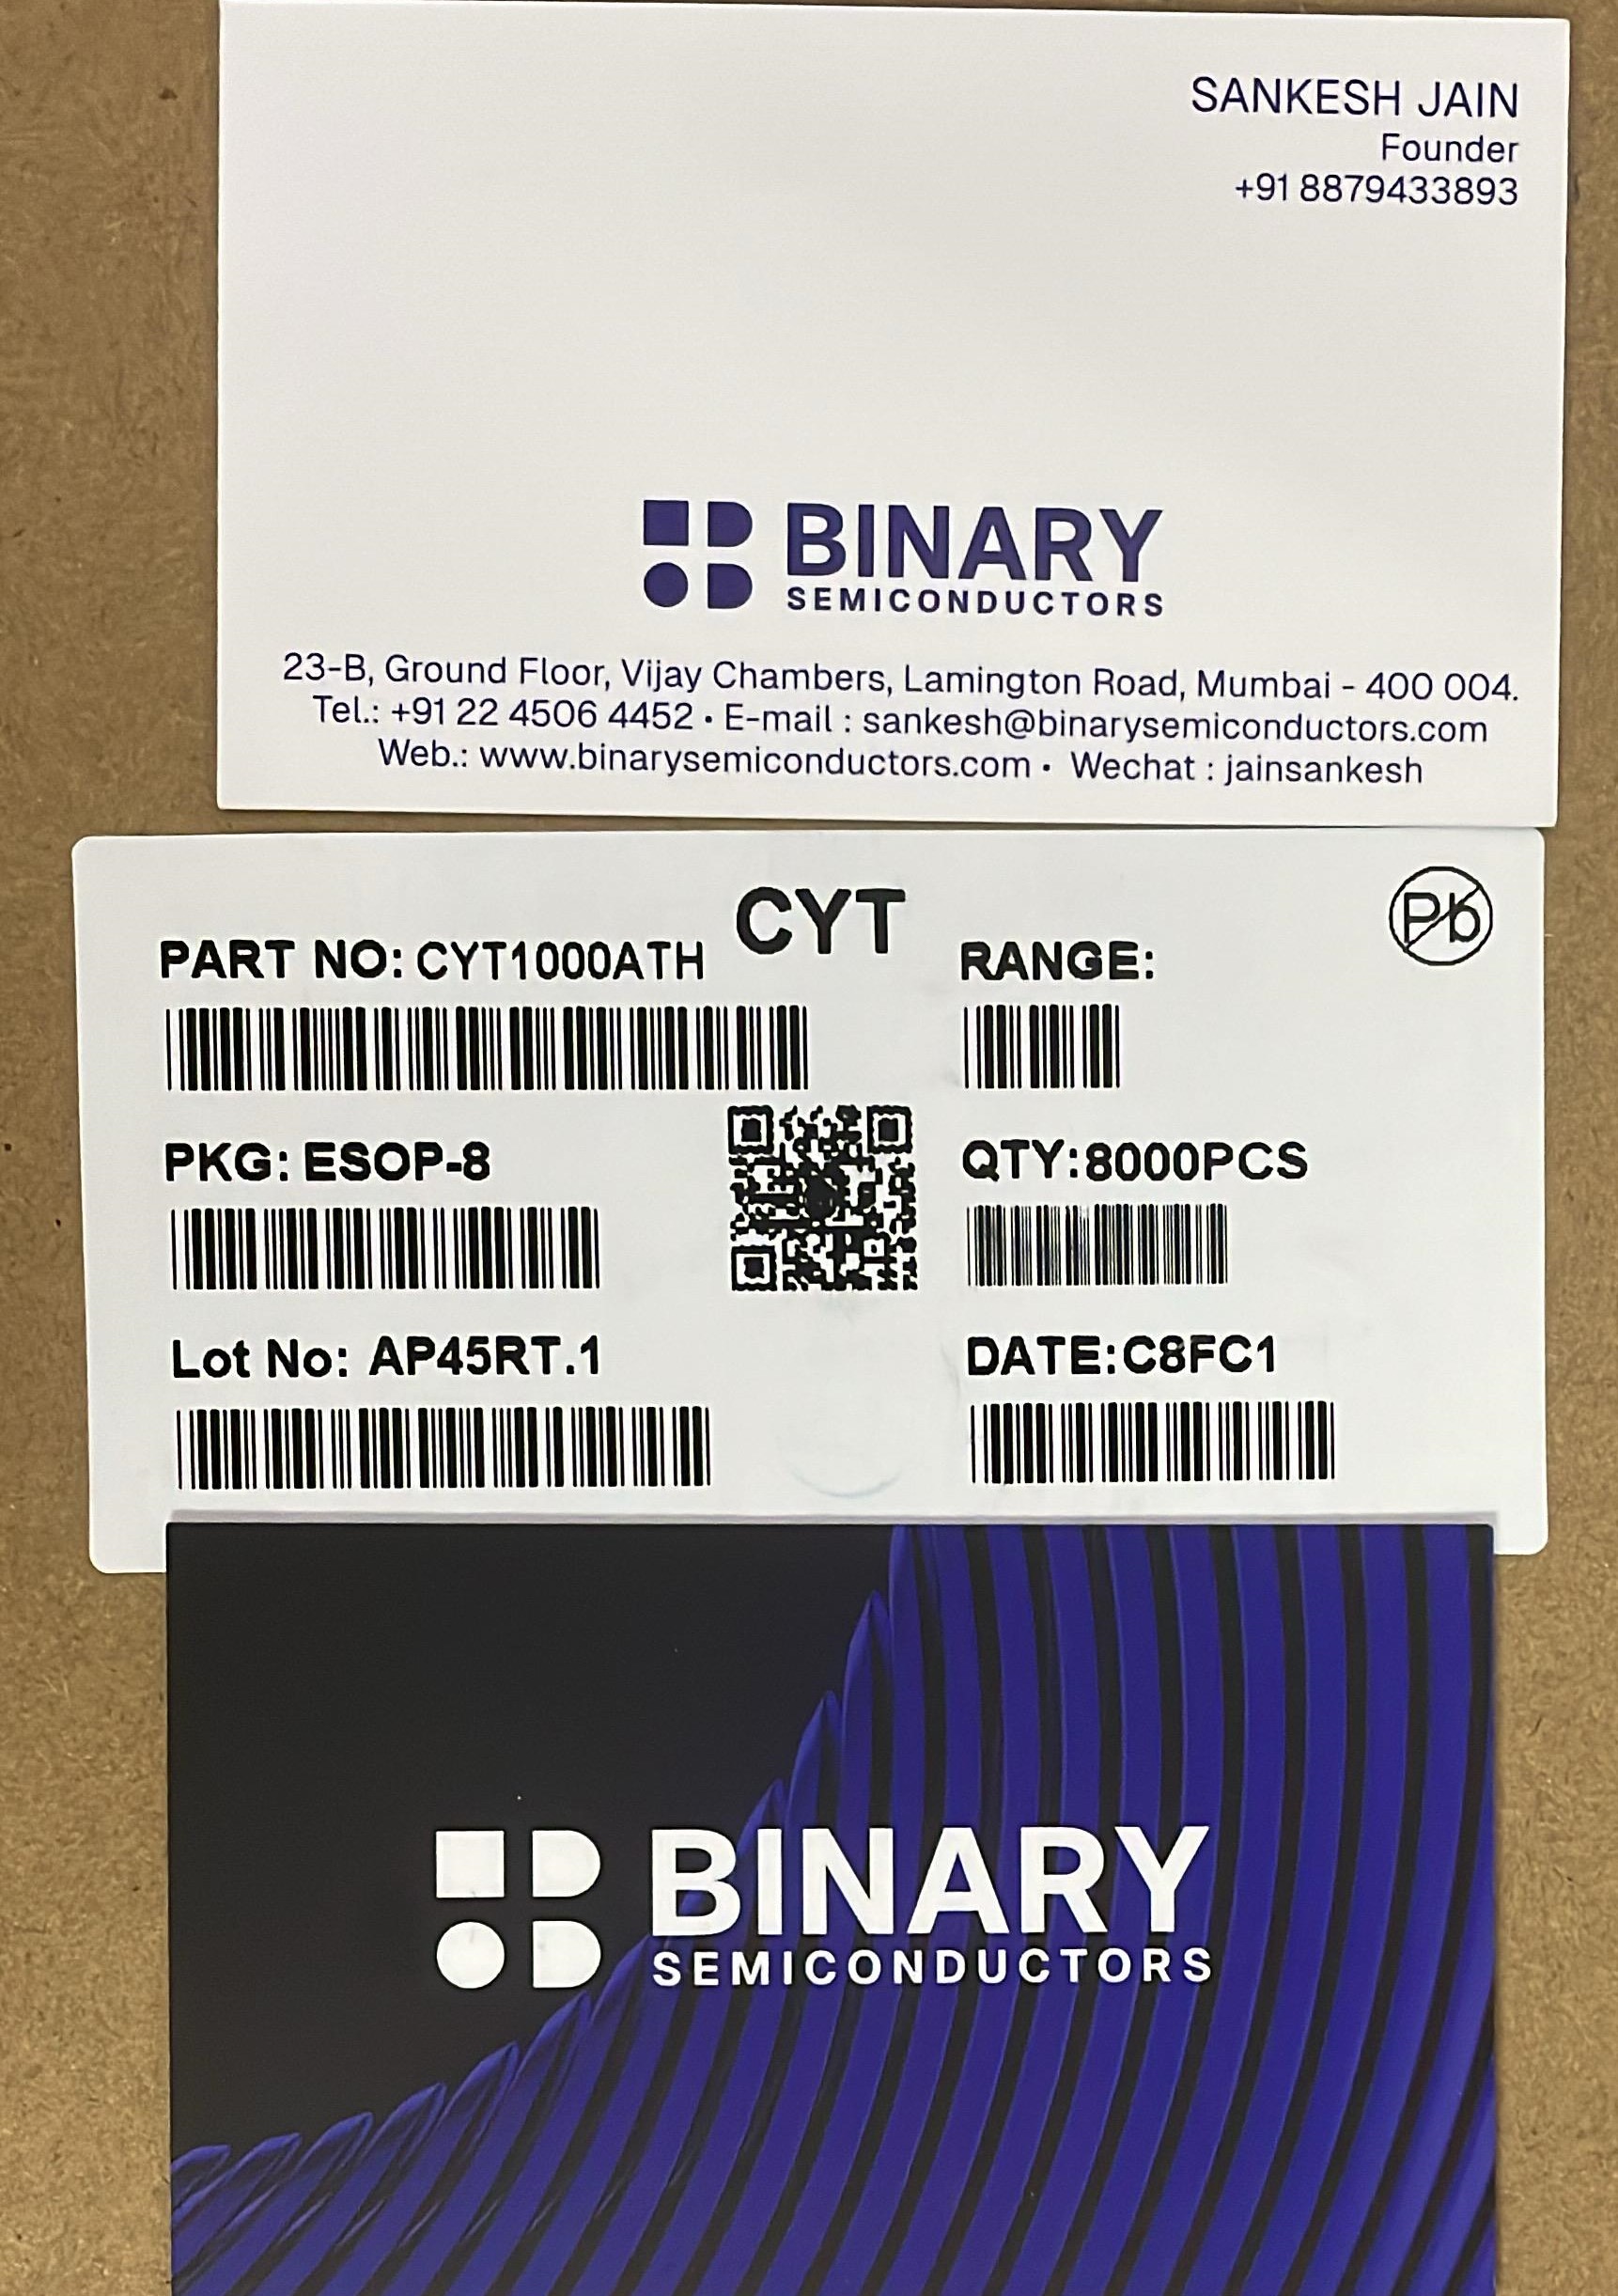 SANKESH JAIN
Founder
+91 8879433893
BINARY
SEMICONDUCTORS
23-B, Ground Floor, Vijay Chambers, Lamington Road, Mumbai - 400 004.
Tel.: +91 22 4506 4452 • E-mail : sankesh@binarysemiconductors.com
Web.: www.binarysemiconductors.com • Wechat : jainsankesh
CYT
Pb
PART NO: CYT1000ATH
RANGE:
PKG: ESOP-8
QTY:8000PCS
Lot No: AP45RT.1
DATE:C8FC1
BINARY
SEMICONDUCTORS